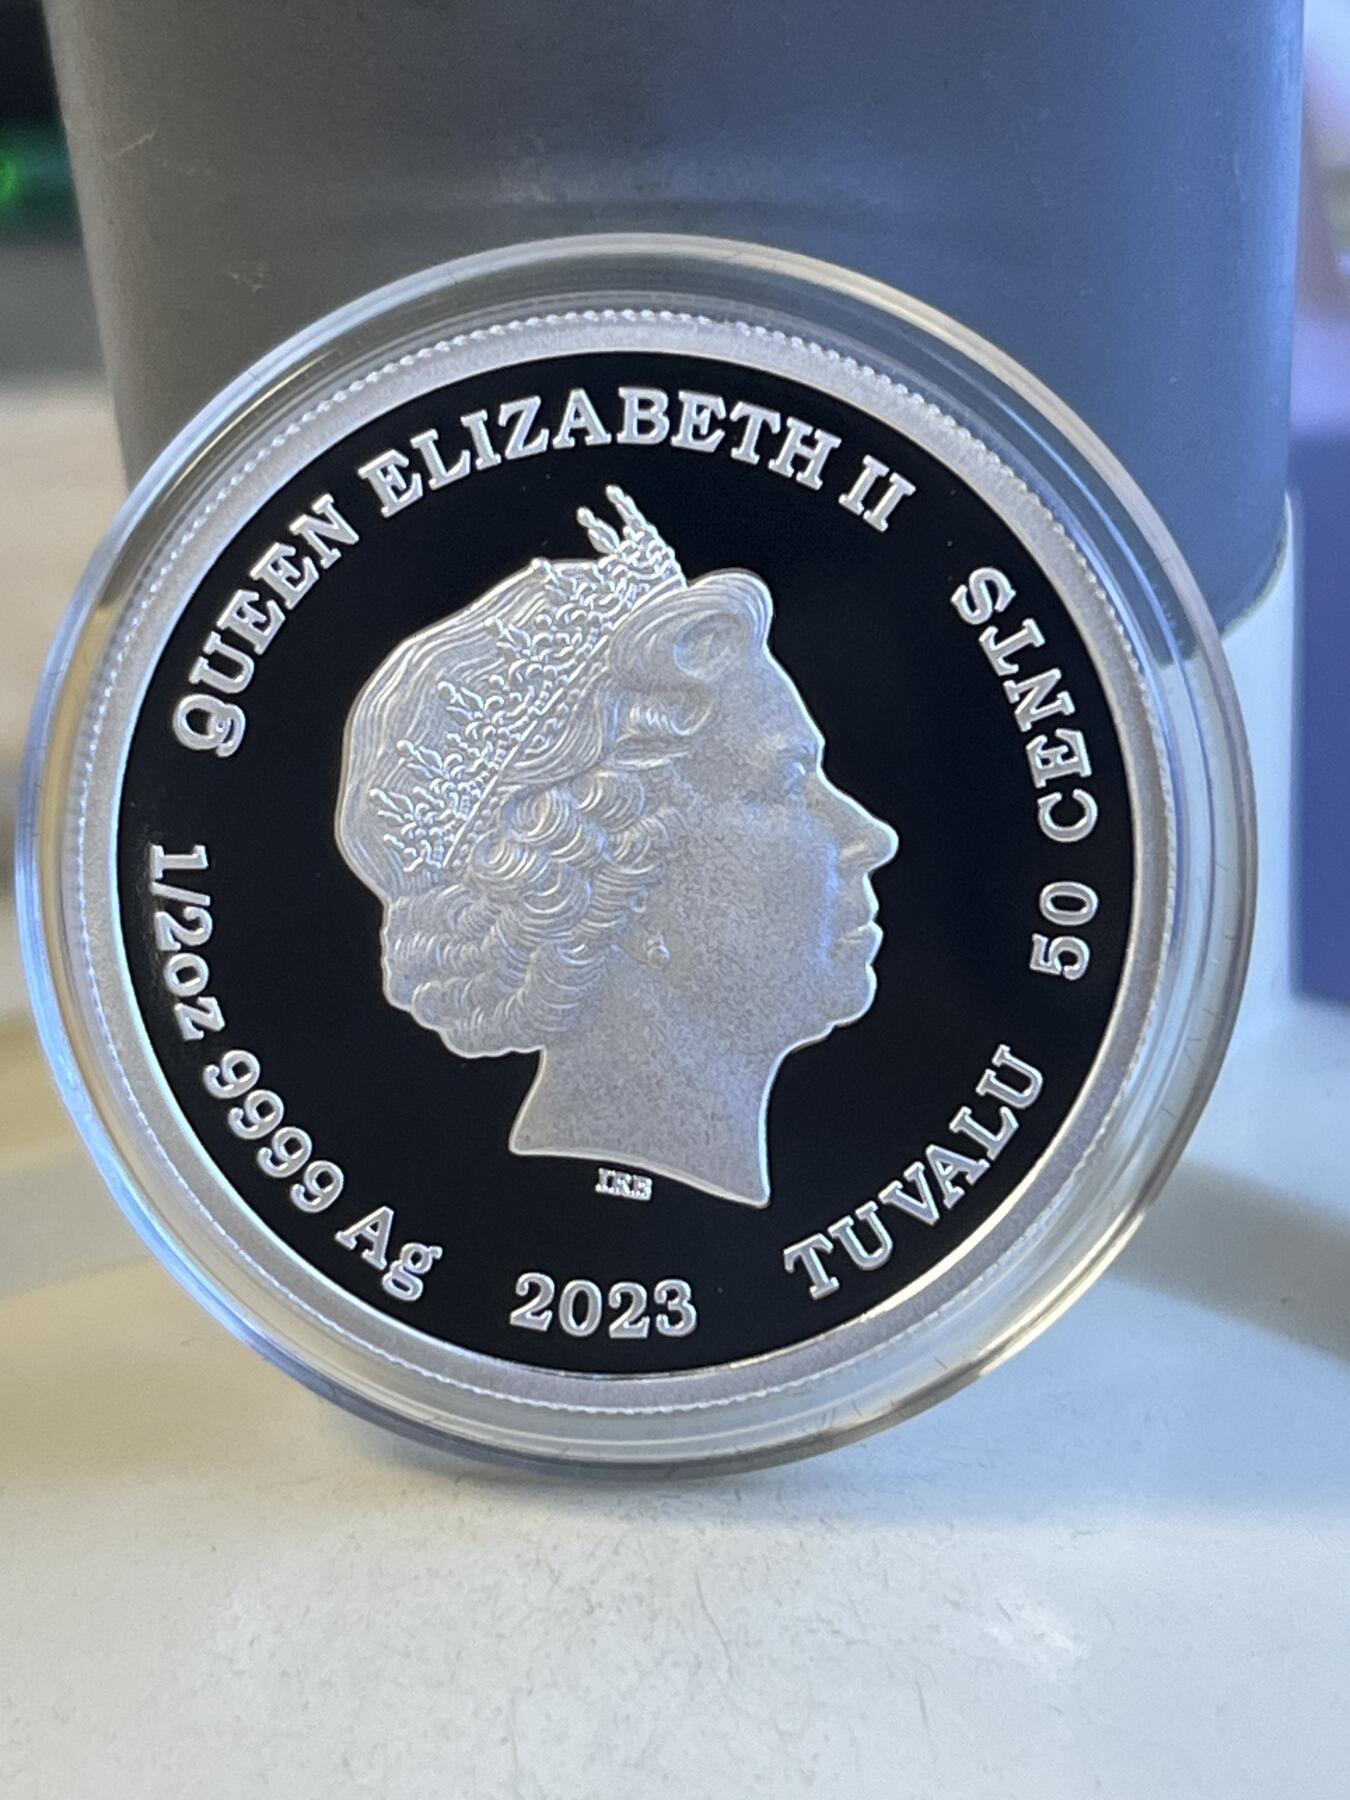 QUEEN ELIZABETH II
50 CENTS
TUVALU
2023
1/2oz 9999 Ag
IRB